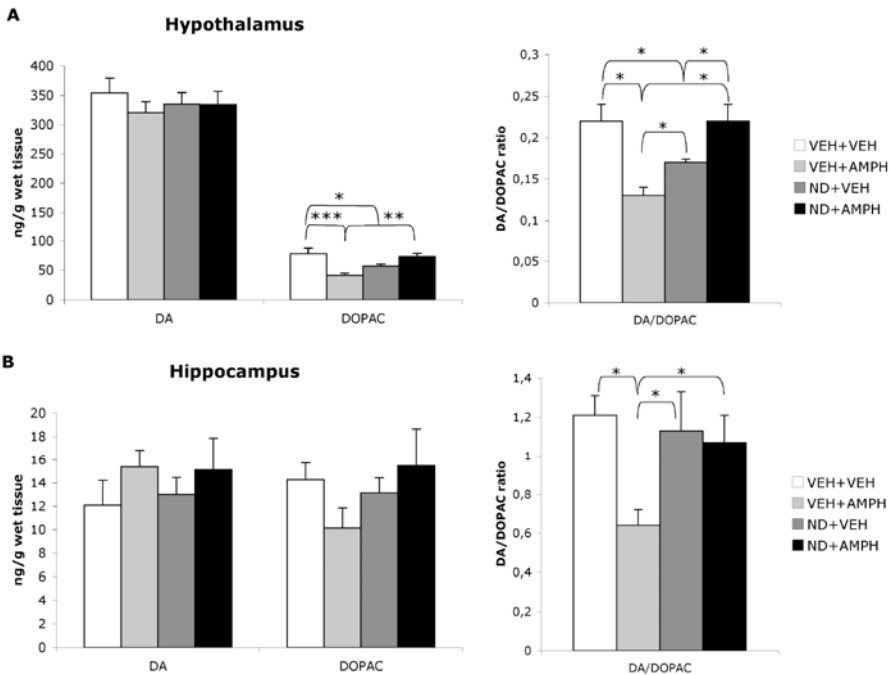 A
Hypothalamus
ng/g wet tissue
400
350
300
250
200
150
100
50
0
*
***
**
DA
DOPAC
DA/DOPAC ratio
0,3
0,25
0,2
0,15
0,1
0,05
0
*
*
*
*
*
DA/DOPAC
VEH+VEH
VEH+AMPH
ND+VEH
ND+AMPH
B
Hippocampus
ng/g wet tissue
20
18
16
14
12
10
8
6
4
2
0
DA
DOPAC
DA/DOPAC ratio
1,4
1,2
1
0,8
0,6
0,4
0,2
0
*
*
*
DA/DOPAC
VEH+VEH
VEH+AMPH
ND+VEH
ND+AMPH